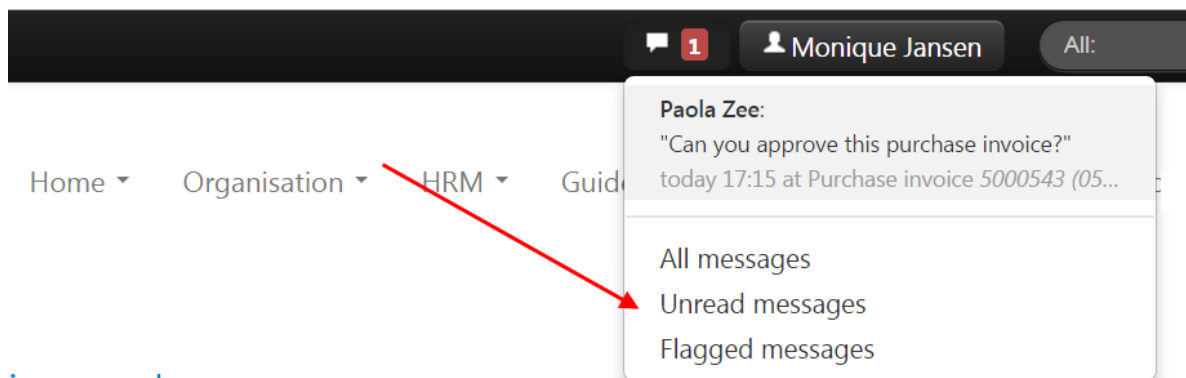 1 Monique Jansen All:
Paola Zee:
"Can you approve this purchase invoice?"
today 17:15 at Purchase invoice 5000543 (05...
Home Organisation HRM
All messages
Unread messages
Flagged messages